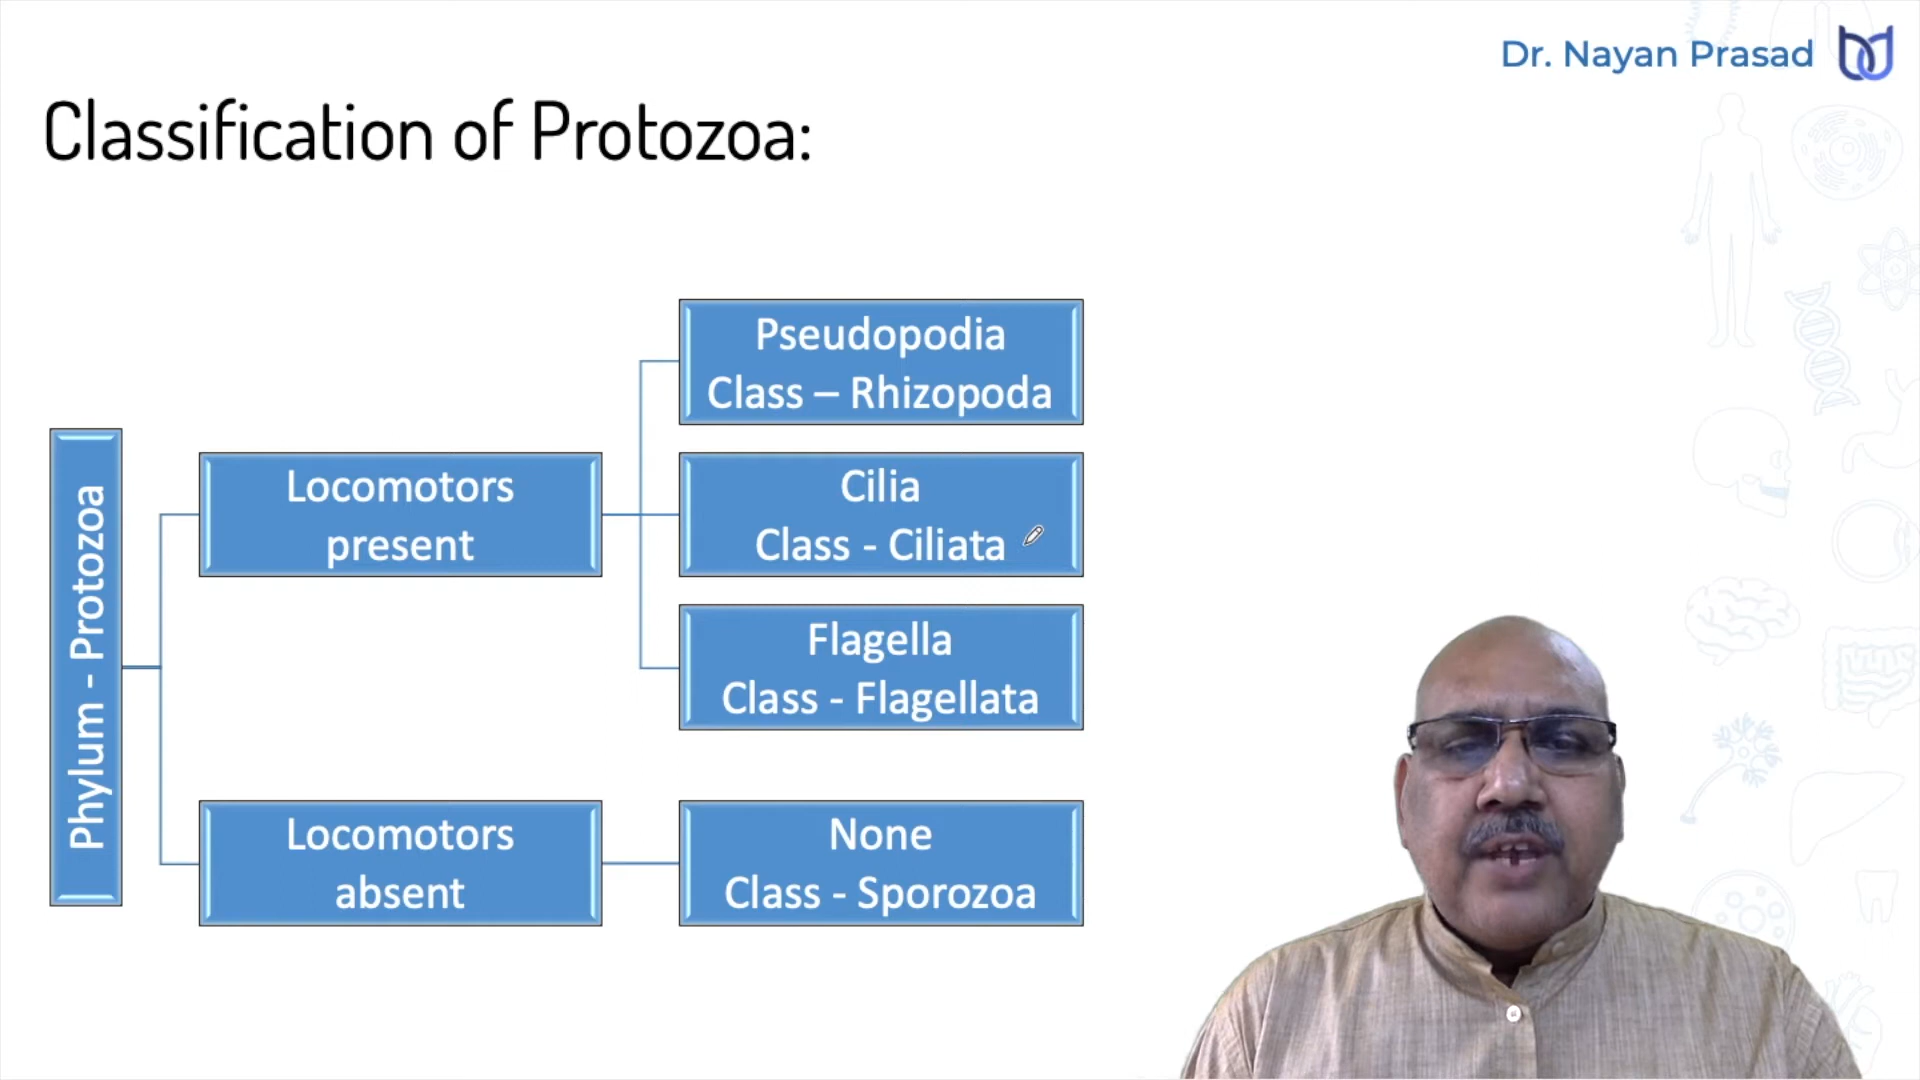 Dr. Nayan Prasad
Classification of Protozoa:
Phylum - Protozoa
Locomotors
present
Pseudopodia
Class – Rhizopoda
Cilia
Class - Ciliata
Flagella
Class - Flagellata
Locomotors
absent
None
Class - Sporozoa